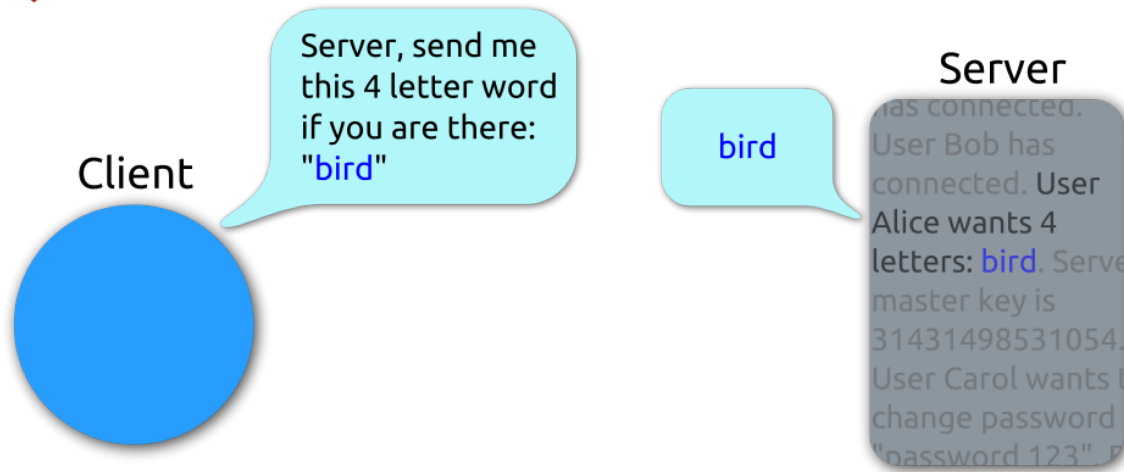 Server, send me
this 4 letter word
if you are there:
"bird"
Client
bird
Server
has connected.
User Bob has
connected. User
Alice wants 4
letters: bird. Serve
master key is
31431498531054.
User Carol wants t
change password
"password 123".